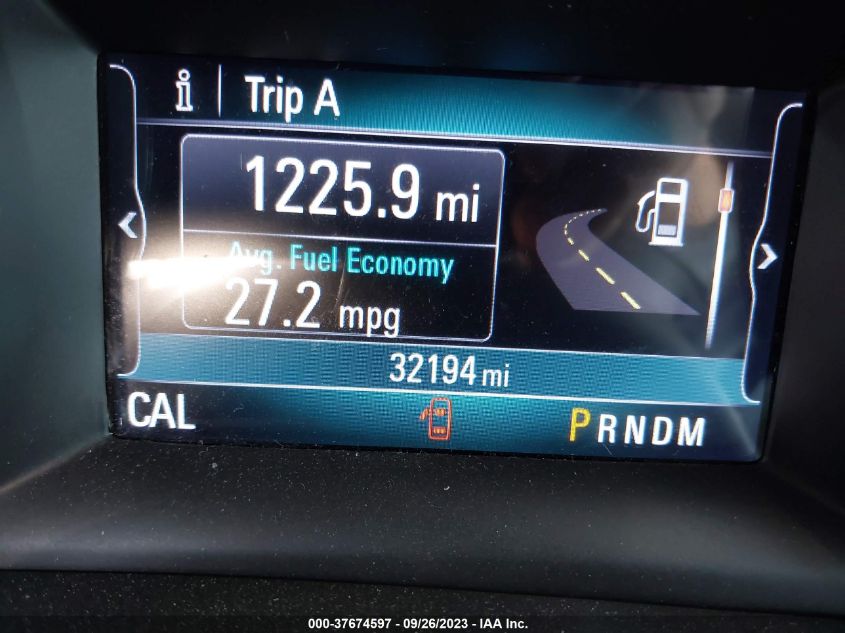 i Trip A
1225.9 mi
Avg. Fuel Economy
27.2 mpg
32194 mi
CAL PRNDM
000-37674597 / 09/26/2023 - IAA Inc.